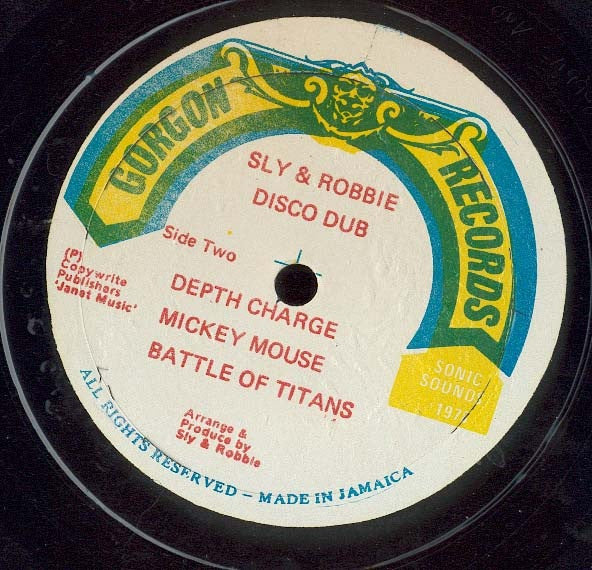 GORGON RECORDS
SLY & ROBBIE
DISCO DUB
Side Two
(P)
Copywrite
Publishers
'Janet Music'
DEPTH CHARGE
MICKEY MOUSE
BATTLE OF TITANS
SONIC
SOUNDS
Arrange &
Produce by
Sly & Robbie
ALL RIGHTS RESERVED – MADE IN JAMAICA